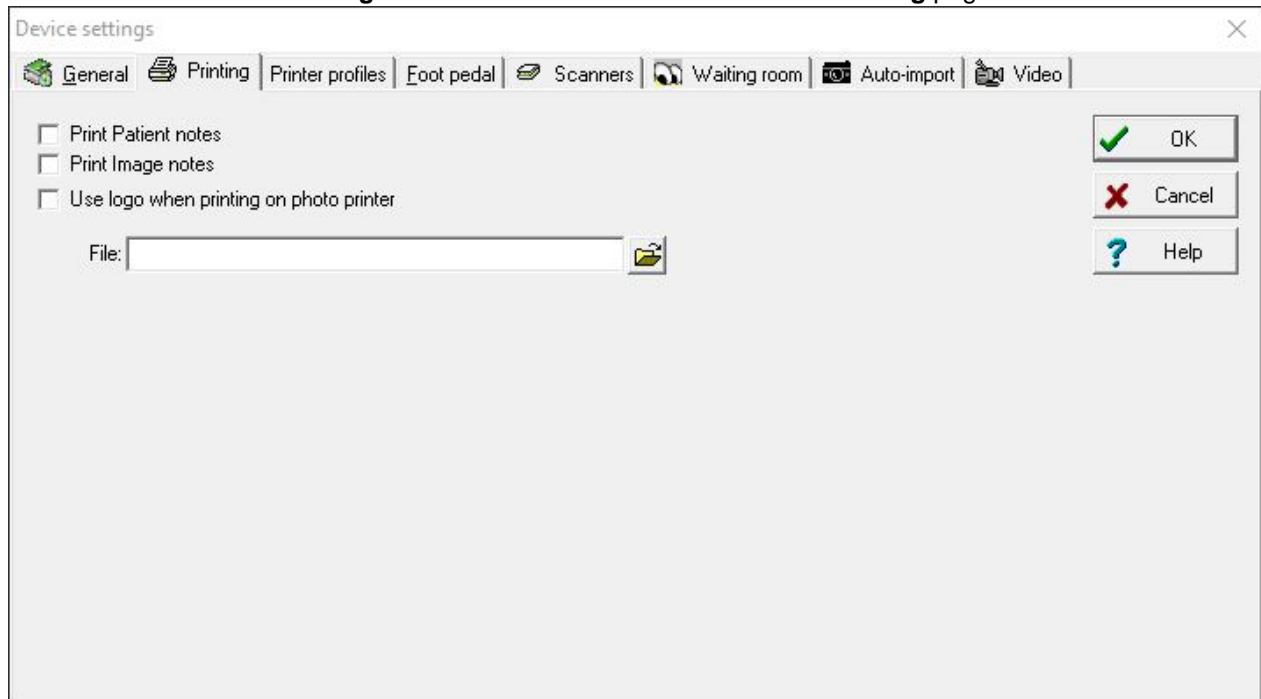 Device settings
General Printing Printer profiles Foot pedal Scanners Waiting room Auto-import Video
Print Patient notes
Print Image notes
Use logo when printing on photo printer
File:
OK
Cancel
Help